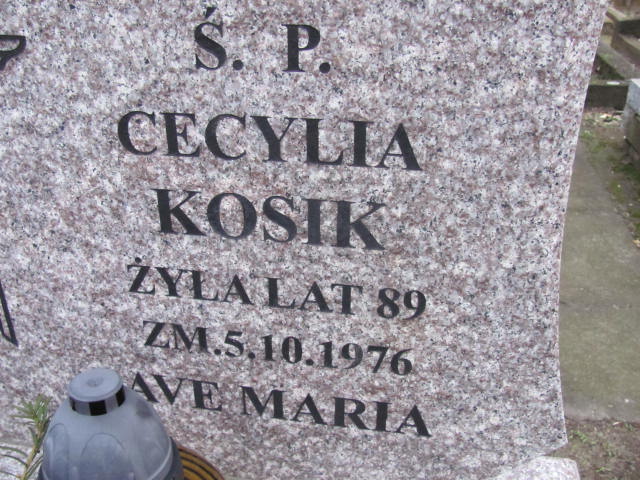 Ś. P.
CECYLIA
KOSIK
ŻYŁA LAT 89
ZM.5.10.1976
AVE MARIA